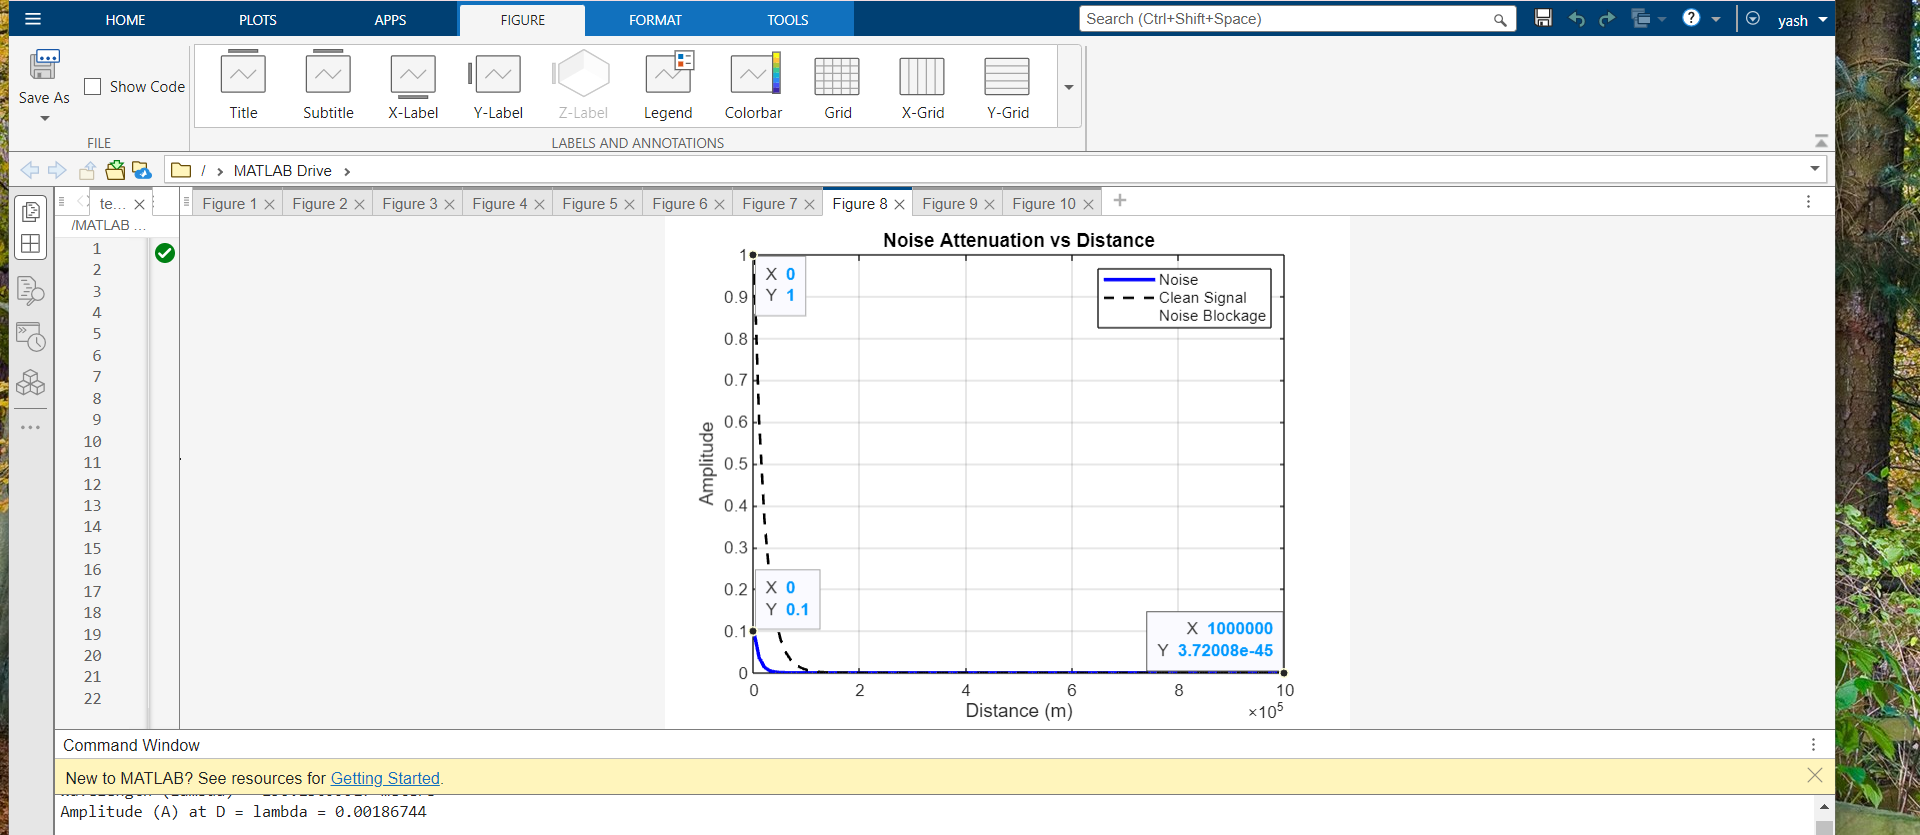 HOME PLOTS APPS FIGURE FORMAT TOOLS Search (Ctrl+Shift+Space) ? yash
Save As Show Code Title Subtitle X-Label Y-Label Z-Label Legend Colorbar Grid X-Grid Y-Grid
FILE LABELS AND ANNOTATIONS
/ › MATLAB Drive ›
te... Figure 1 Figure 2 Figure 3 Figure 4 Figure 5 Figure 6 Figure 7 Figure 8 Figure 9 Figure 10
/MATLAB ...
1
2
3
4
5
6
7
8
9
10
11
12
13
14
15
16
17
18
19
20
21
22
Noise Attenuation vs Distance
Noise
Clean Signal
Noise Blockage
X 0
Y 1
X 0
Y 0.1
X 1000000
Y 3.72008e-45
Amplitude
1
0.9
0.8
0.7
0.6
0.5
0.4
0.3
0.2
0.1
0
0 2 4 6 8 10
Distance (m) ×10⁵
Command Window
New to MATLAB? See resources for Getting Started.
Amplitude (A) at D = lambda = 0.00186744